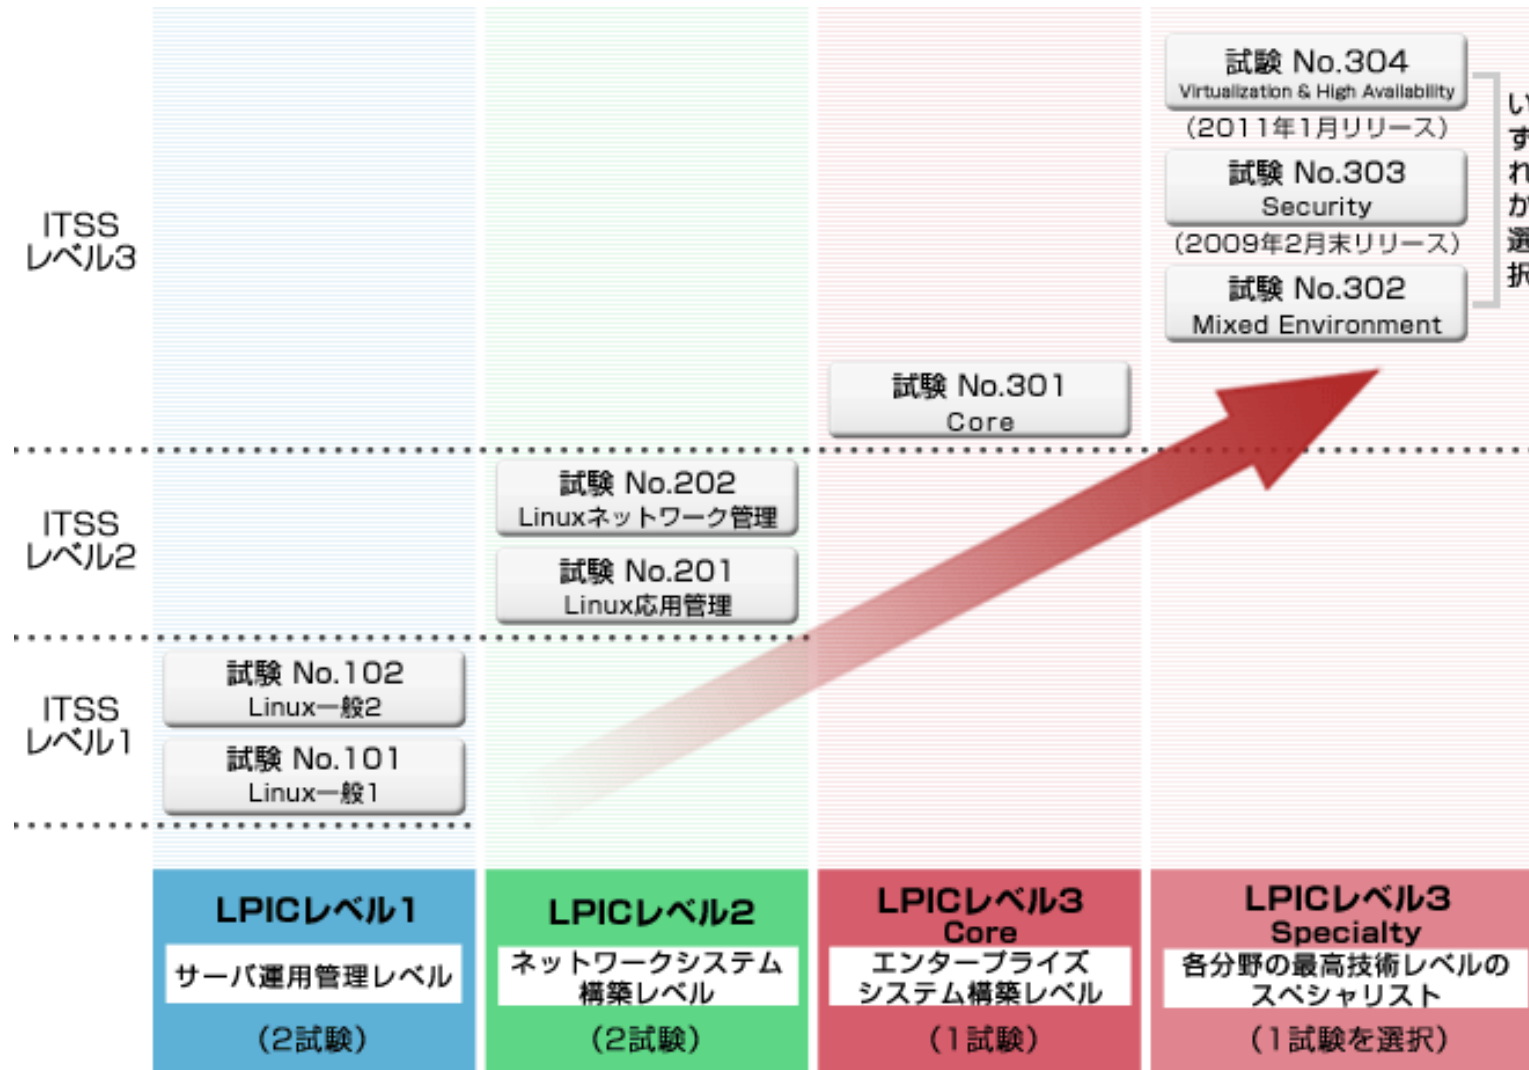 試験 No.304
Virtualization & High Availability
(2011年1月リリース)
試験 No.303
Security
(2009年2月末リリース)
試験 No.302
Mixed Environment
いずれか選択
ITSS
レベル3
試験 No.301
Core
ITSS
レベル2
試験 No.202
Linuxネットワーク管理
試験 No.201
Linux応用管理
ITSS
レベル1
試験 No.102
Linux一般2
試験 No.101
Linux一般1
LPICレベル1
サーバ運用管理レベル
(2試験)
LPICレベル2
ネットワークシステム
構築レベル
(2試験)
LPICレベル3
Core
エンタープライズ
システム構築レベル
(1試験)
LPICレベル3
Specialty
各分野の最高技術レベルの
スペシャリスト
(1試験を選択)